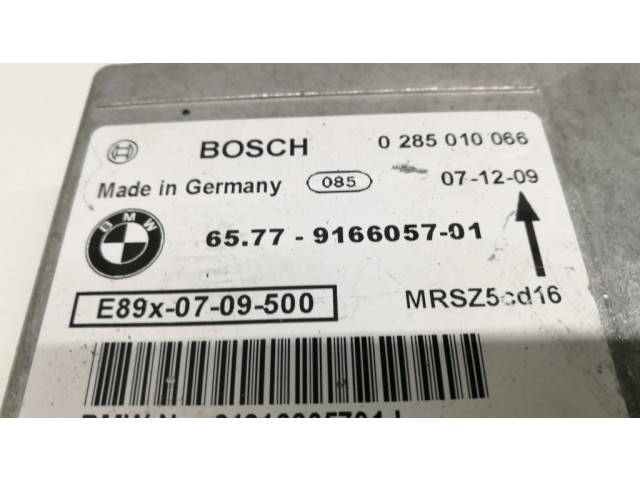 BOSCH 0 285 010 066
Made in Germany 085 07-12-09
BMW 65.77 - 9166057-01
E89x-07-09-500 MRSZ5cd16